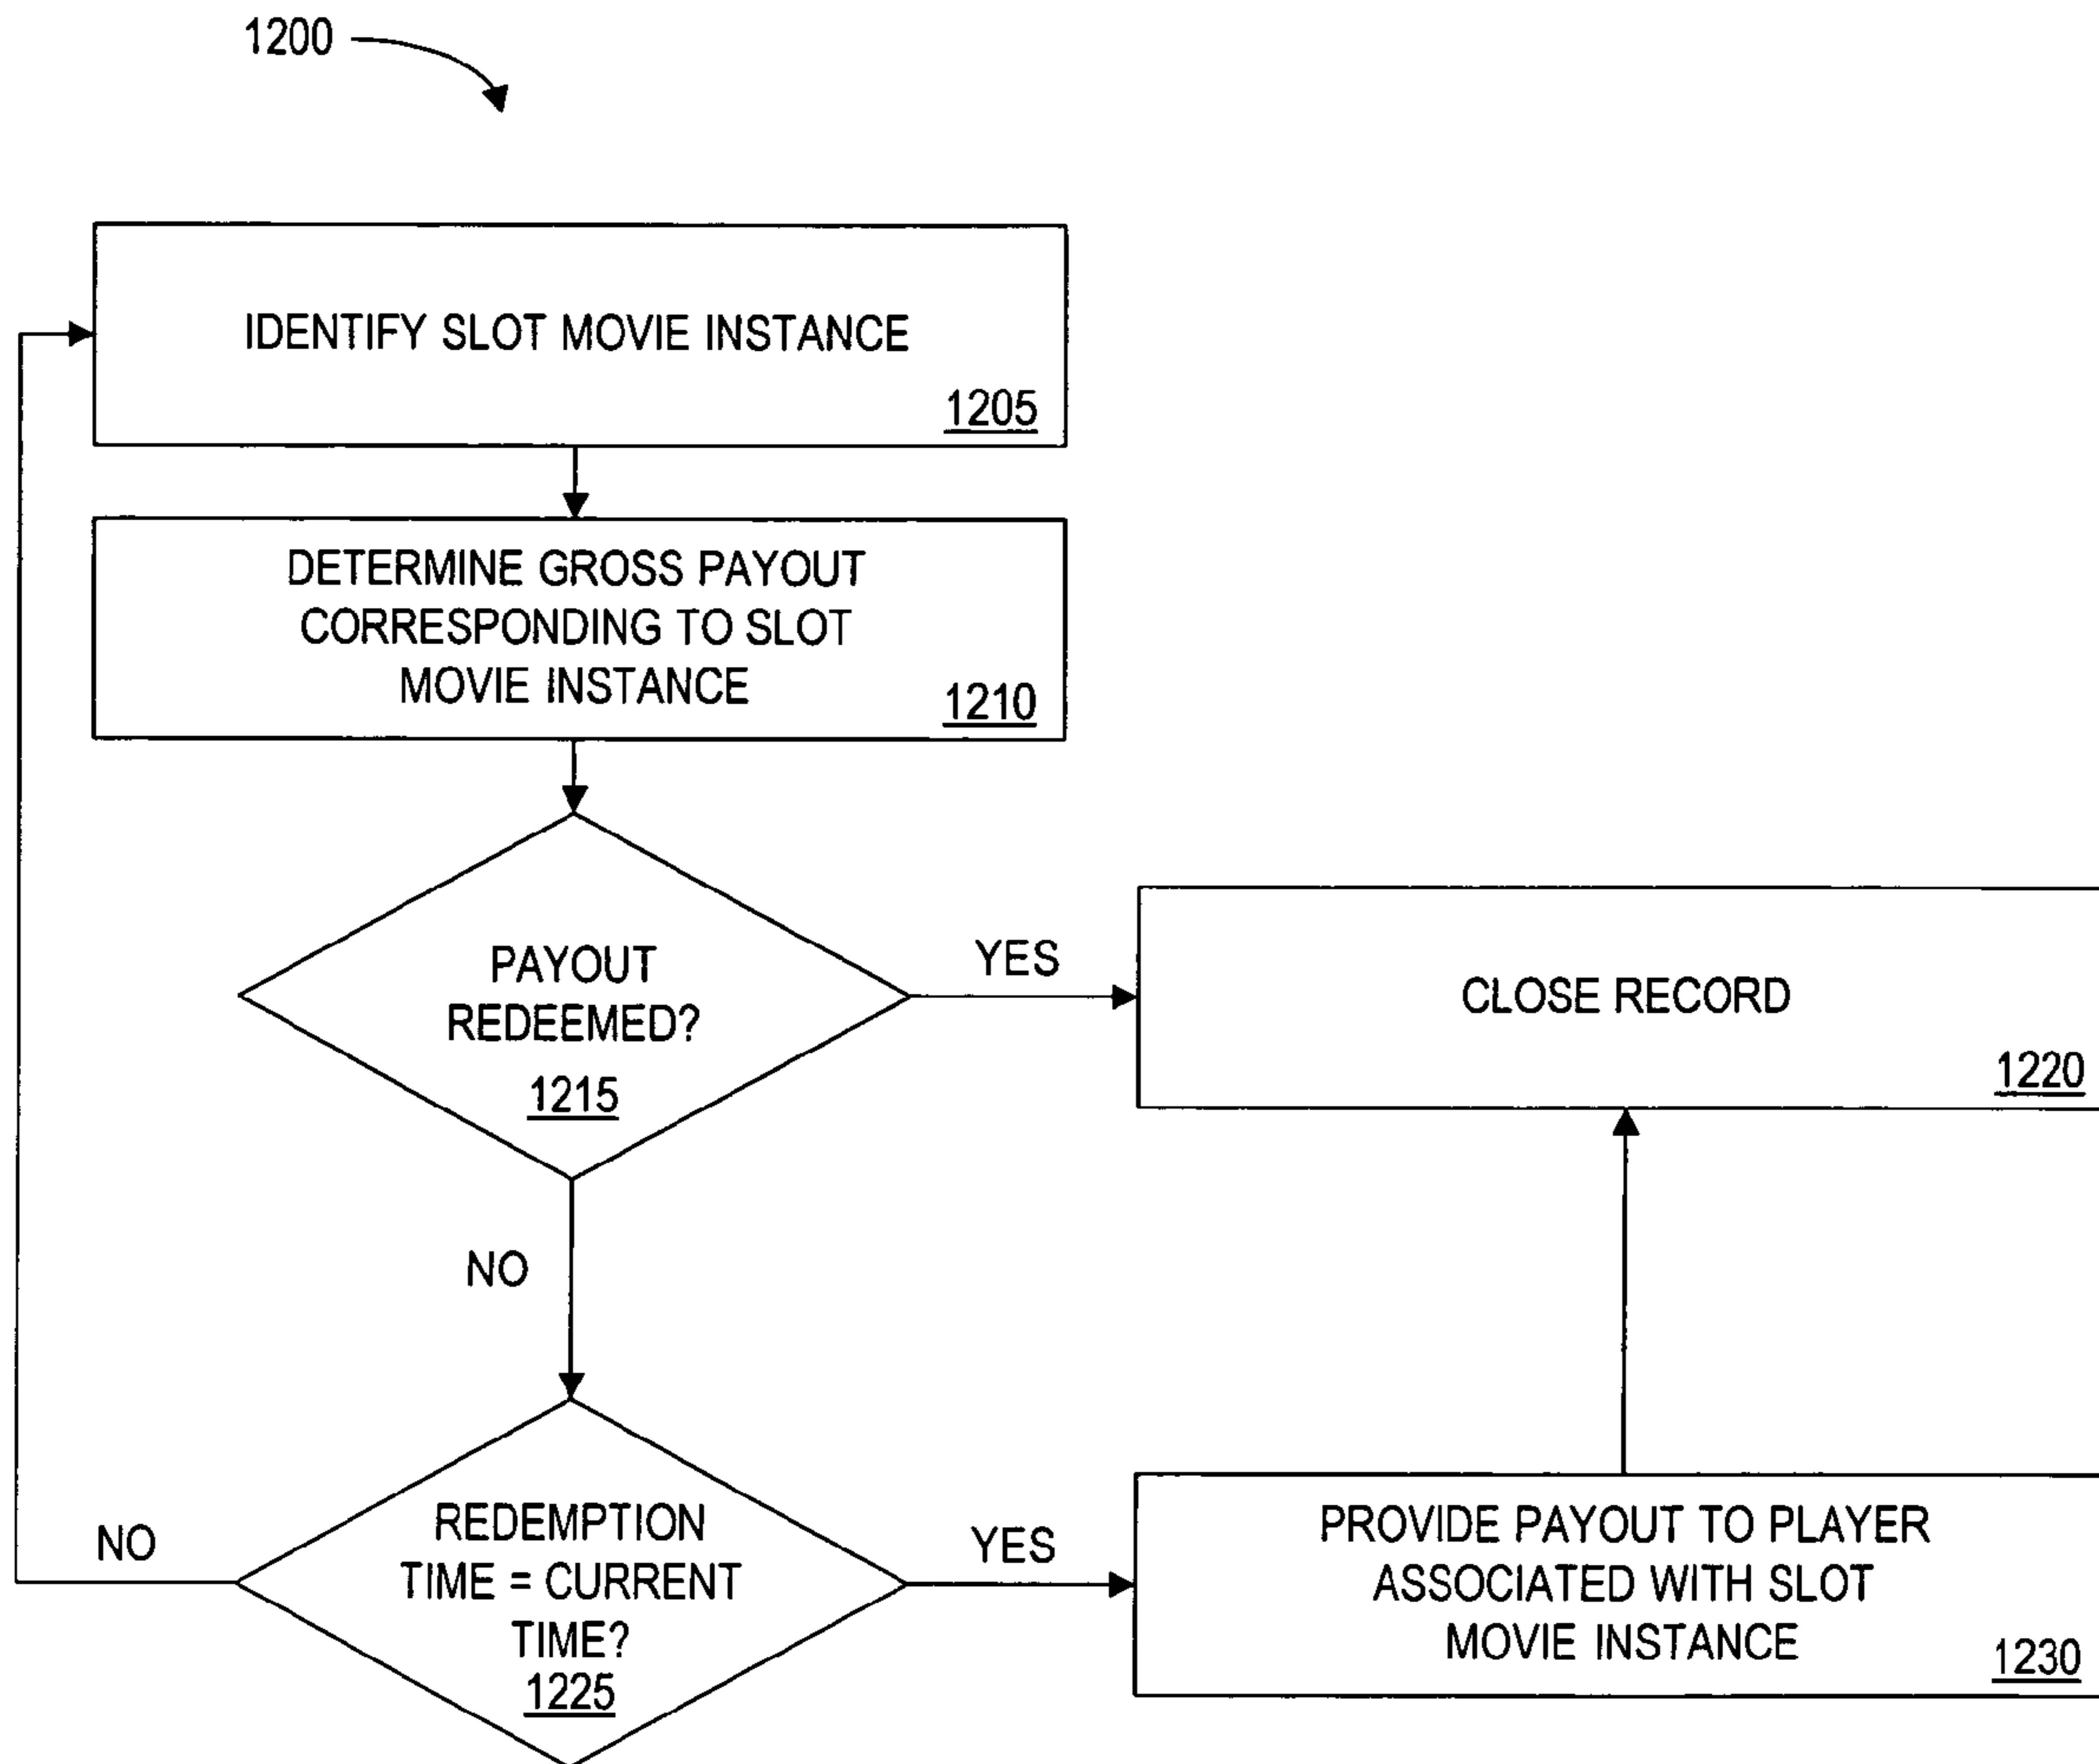 1200
IDENTIFY SLOT MOVIE INSTANCE
1205
DETERMINE GROSS PAYOUT
CORRESPONDING TO SLOT
MOVIE INSTANCE
1210
PAYOUT
REDEEMED?
1215
YES
CLOSE RECORD
1220
NO
REDEMPTION
TIME = CURRENT
TIME?
1225
NO
YES
PROVIDE PAYOUT TO PLAYER
ASSOCIATED WITH SLOT
MOVIE INSTANCE
1230